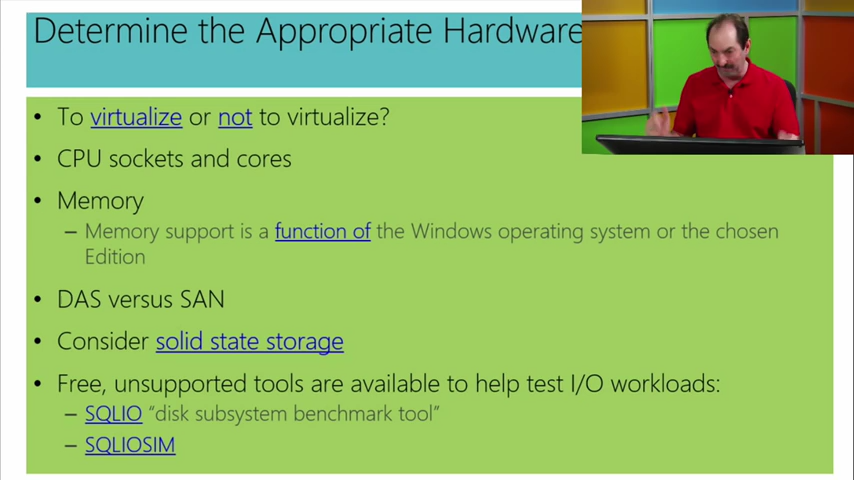 Determine the Appropriate Hardware
• To virtualize or not to virtualize?
• CPU sockets and cores
• Memory
– Memory support is a function of the Windows operating system or the chosen
Edition
• DAS versus SAN
• Consider solid state storage
• Free, unsupported tools are available to help test I/O workloads:
– SQLIO “disk subsystem benchmark tool”
– SQLIOSIM